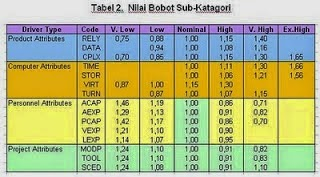 Tabel 2. Nilai Bobot Sub-Katagori
Driver Type Code V. Low Low Nominal High V. High Ex.High
Product Attributes RELY 0,75 0,88 1,00 1,15 1,40
DATA 0,94 1,00 1,08 1,16
CPLX 0,70 0,85 1,00 1,15 1,30 1,65
Computer Attributes TIME 1,00 1,11 1,30 1,66
STOR 1,00 1,06 1,21 1,56
VIRT 0,87 1,00 1,15 1,30
TURN 0,87 1,00 1,07 1,15
Personnel Attributes ACAP 1,46 1,19 1,00 0,86 0,71
AEXP 1,29 1,13 1,00 0,91 0,82
PCAP 1,42 1,17 1,00 0,86 0,70
VEXP 1,21 1,10 1,00 0,90
LEXP 1,14 1,07 1,00 0,95
Project Attributes MODP 1,24 1,10 1,00 0,91 0,82
TOOL 1,24 1,10 1,00 0,91 0,83
SCED 1,24 1,08 1,00 1,04 1,10